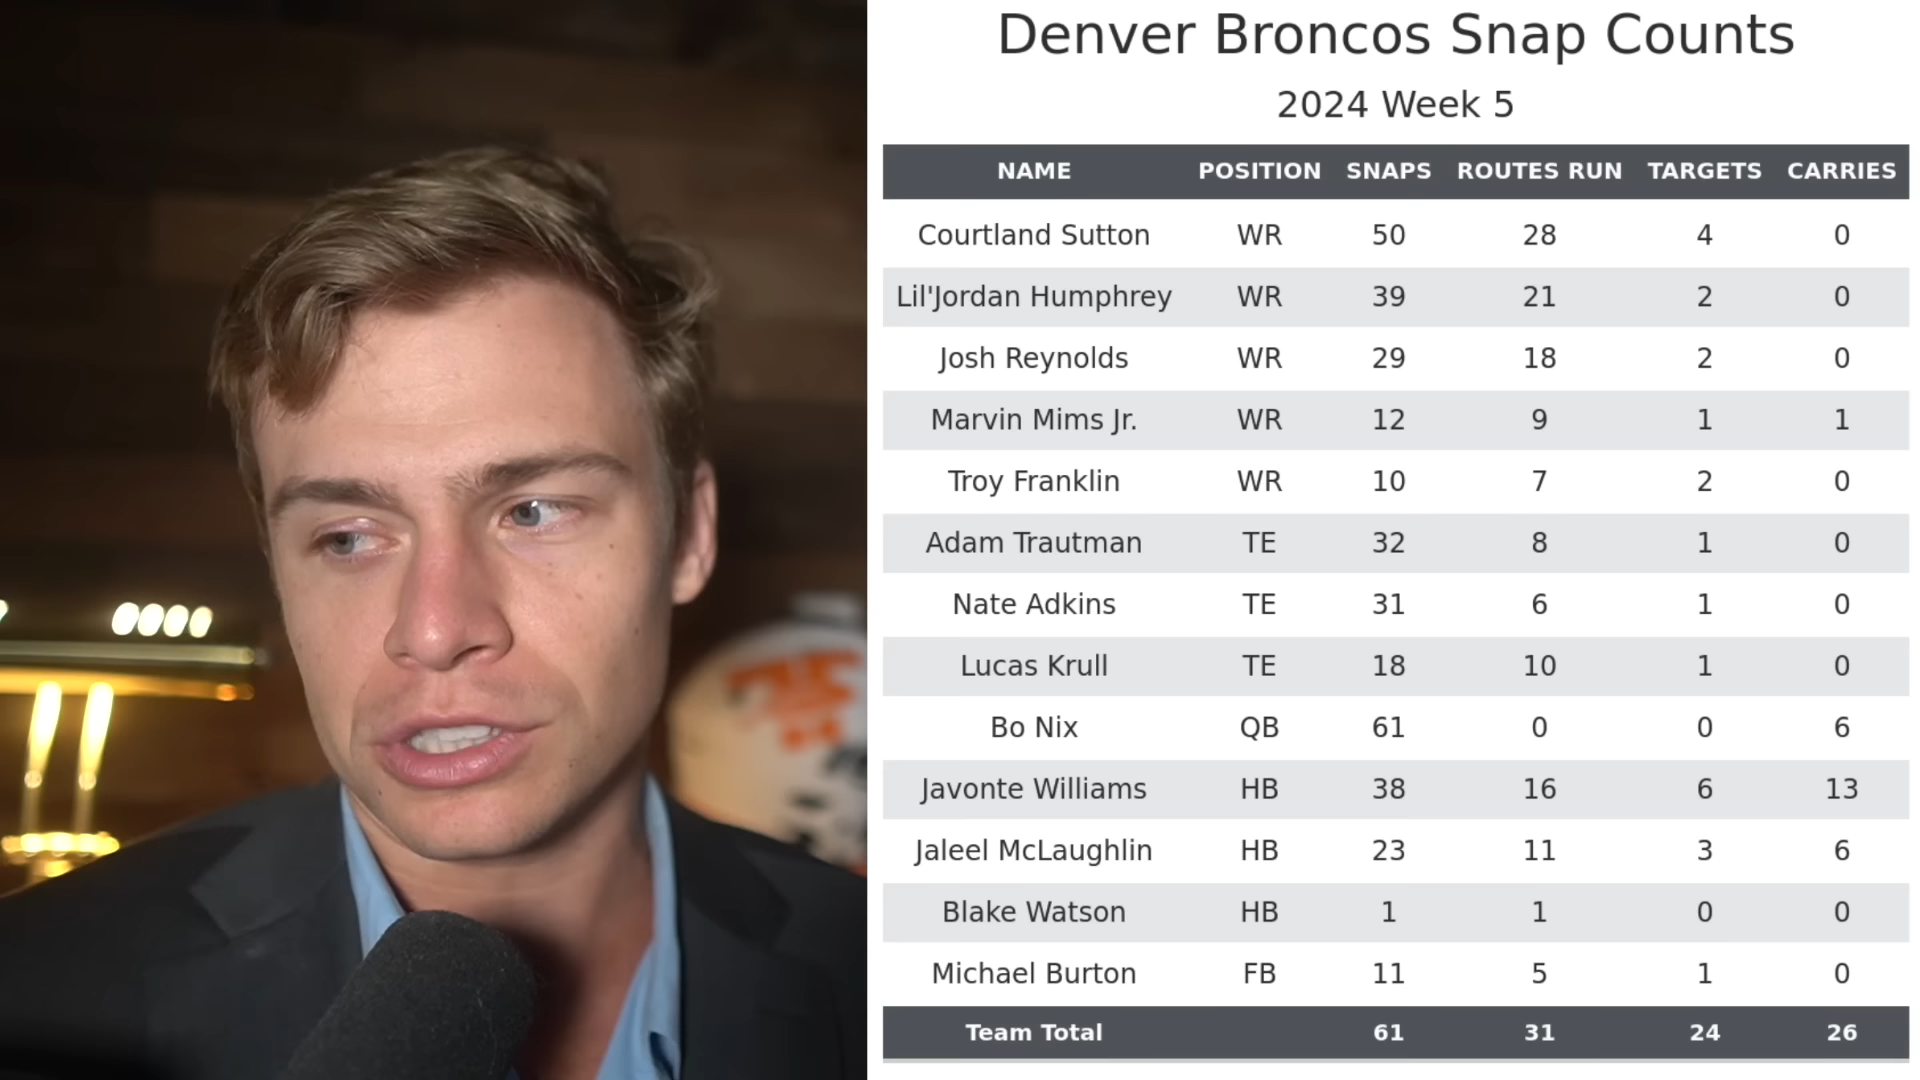 Denver Broncos Snap Counts
2024 Week 5
NAME POSITION SNAPS ROUTES RUN TARGETS CARRIES
Courtland Sutton WR 50 28 4 0
Lil'Jordan Humphrey WR 39 21 2 0
Josh Reynolds WR 29 18 2 0
Marvin Mims Jr. WR 12 9 1 1
Troy Franklin WR 10 7 2 0
Adam Trautman TE 32 8 1 0
Nate Adkins TE 31 6 1 0
Lucas Krull TE 18 10 1 0
Bo Nix QB 61 0 0 6
Javonte Williams HB 38 16 6 13
Jaleel McLaughlin HB 23 11 3 6
Blake Watson HB 1 1 0 0
Michael Burton FB 11 5 1 0
Team Total 61 31 24 26